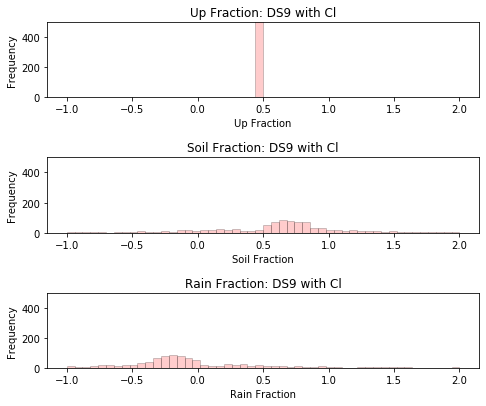 Up Fraction: DS9 with Cl
400
200
0
Frequency
−1.0 −0.5 0.0 0.5 1.0 1.5 2.0
Up Fraction
Soil Fraction: DS9 with Cl
400
200
0
Frequency
−1.0 −0.5 0.0 0.5 1.0 1.5 2.0
Soil Fraction
Rain Fraction: DS9 with Cl
400
200
0
Frequency
−1.0 −0.5 0.0 0.5 1.0 1.5 2.0
Rain Fraction